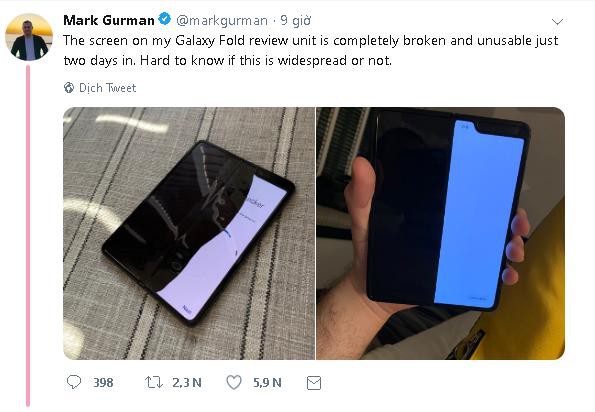 Mark Gurman @markgurman · 9 giờ
The screen on my Galaxy Fold review unit is completely broken and unusable just
two days in. Hard to know if this is widespread or not.
Dịch Tweet
Next
398 2,3 N 5,9 N